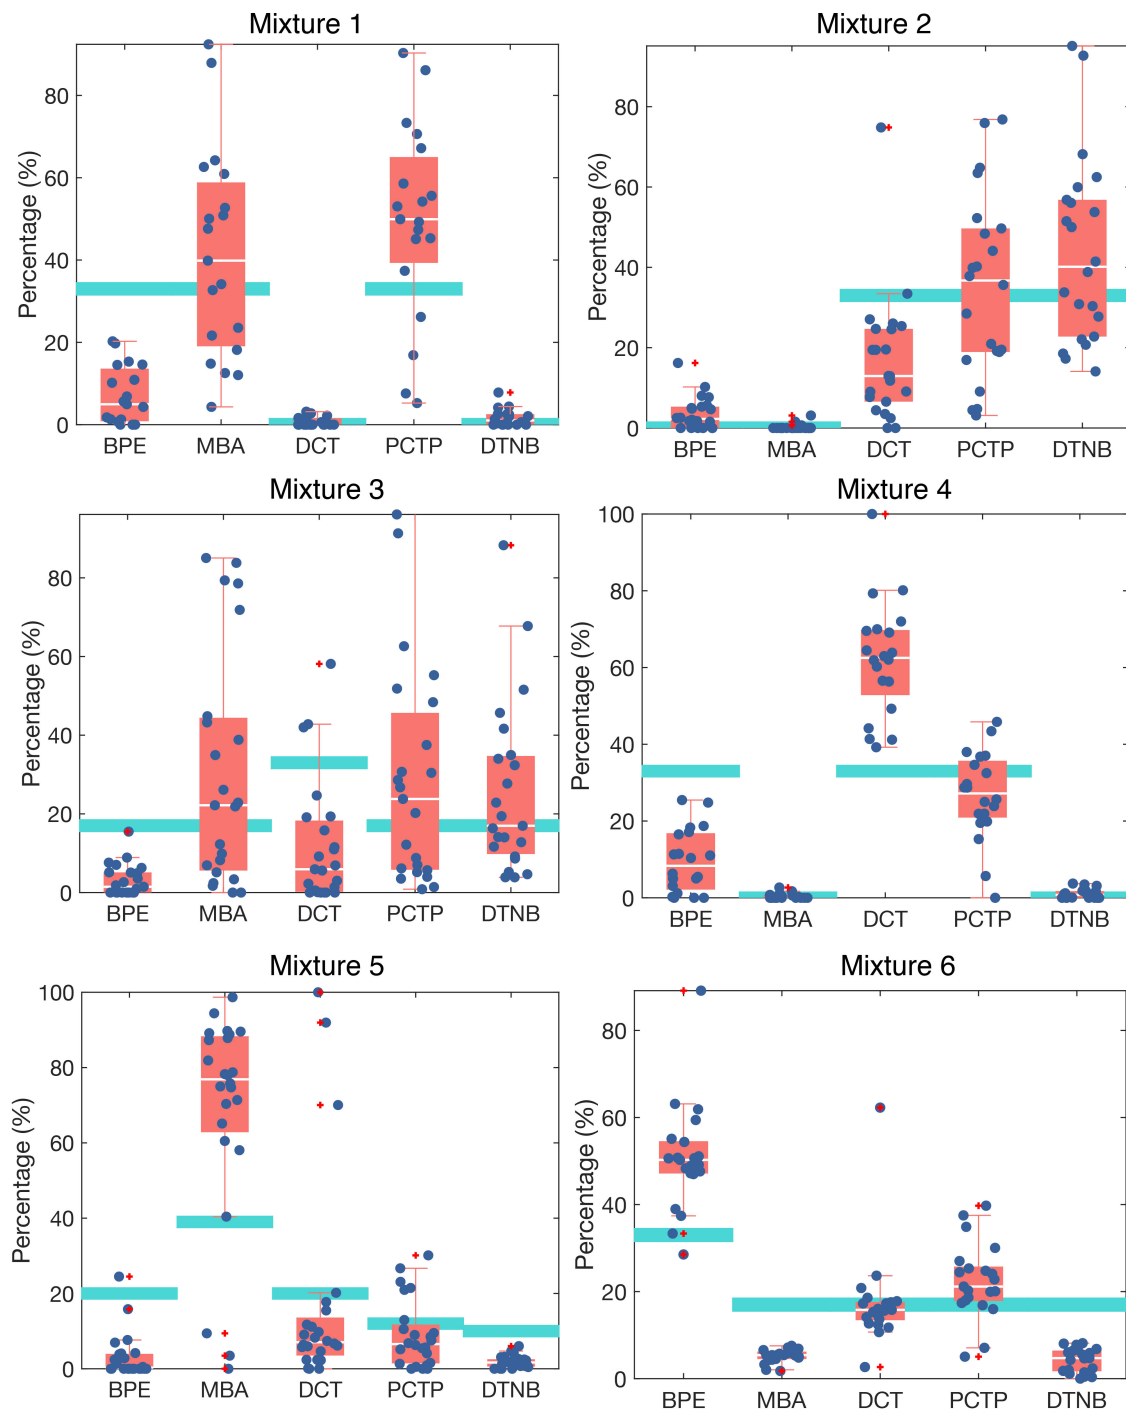 Mixture 1
Percentage (%)
80
60
40
20
0
BPE MBA DCT PCTP DTNB
Mixture 2
Percentage (%)
80
60
40
20
0
BPE MBA DCT PCTP DTNB
Mixture 3
Percentage (%)
80
60
40
20
0
BPE MBA DCT PCTP DTNB
Mixture 4
Percentage (%)
100
80
60
40
20
0
BPE MBA DCT PCTP DTNB
Mixture 5
Percentage (%)
100
80
60
40
20
0
BPE MBA DCT PCTP DTNB
Mixture 6
Percentage (%)
80
60
40
20
0
BPE MBA DCT PCTP DTNB